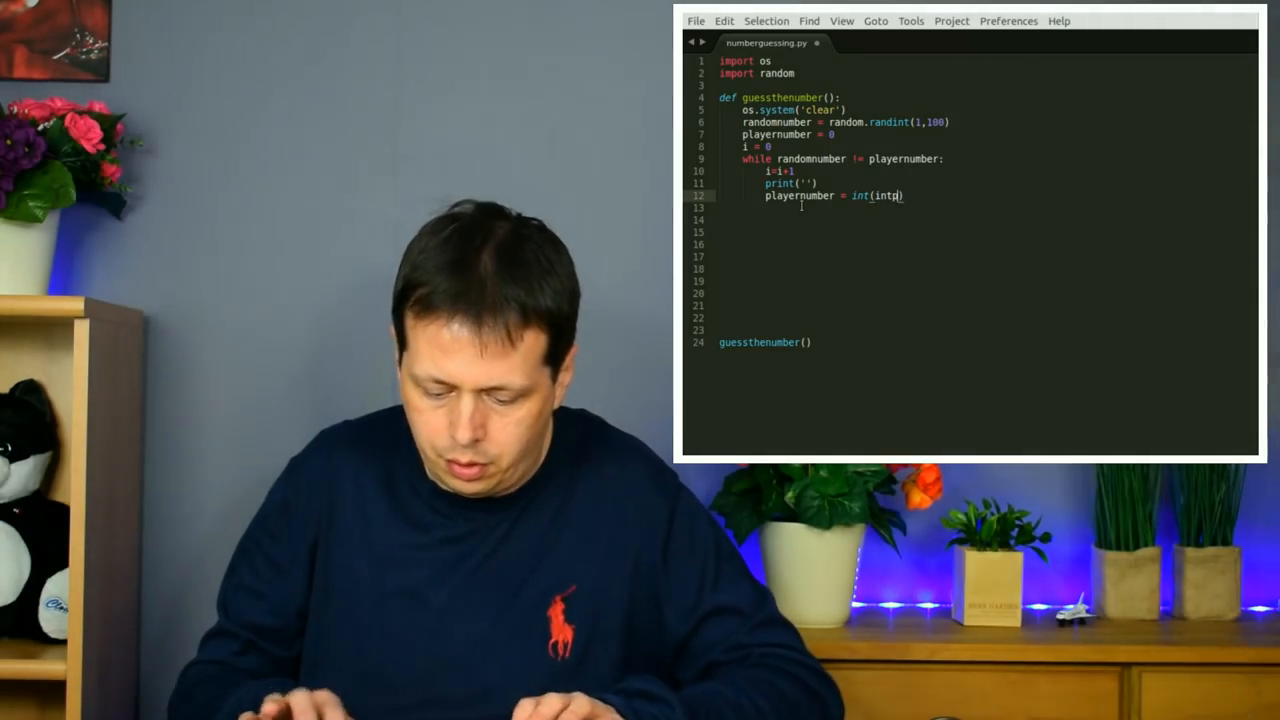 File Edit Selection Find View Goto Tools Project Preferences Help
numberguessing.py
1 import os
2 import random
3
4 def guessthenumber():
5 os.system('clear')
6 randomnumber = random.randint(1,100)
7 playernumber = 0
8 i = 0
9 while randomnumber != playernumber:
10 i=i+1
11 print('')
12 playernumber = int(intp)
13
14
15
16
17
18
19
20
21
22
23
24 guessthenumber()